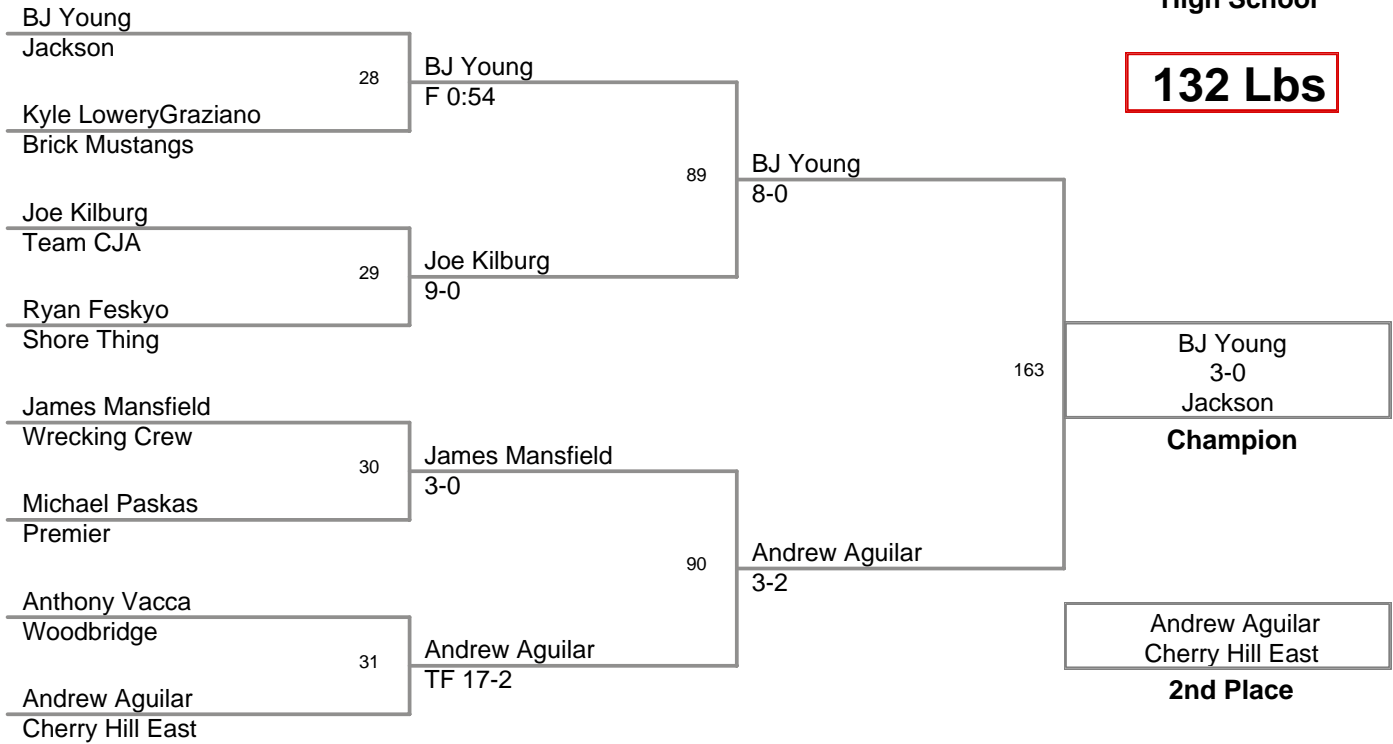 High School
132 Lbs
BJ Young
Jackson
28
Kyle LoweryGraziano
Brick Mustangs
Joe Kilburg
Team CJA
29
Ryan Feskyo
Shore Thing
James Mansfield
Wrecking Crew
30
Michael Paskas
Premier
Anthony Vacca
Woodbridge
31
Andrew Aguilar
Cherry Hill East
BJ Young
F 0:54
89
Joe Kilburg
9-0
James Mansfield
3-0
90
Andrew Aguilar
TF 17-2
BJ Young
8-0
163
Andrew Aguilar
3-2
BJ Young
3-0
Jackson
Champion
Andrew Aguilar
Cherry Hill East
2nd Place